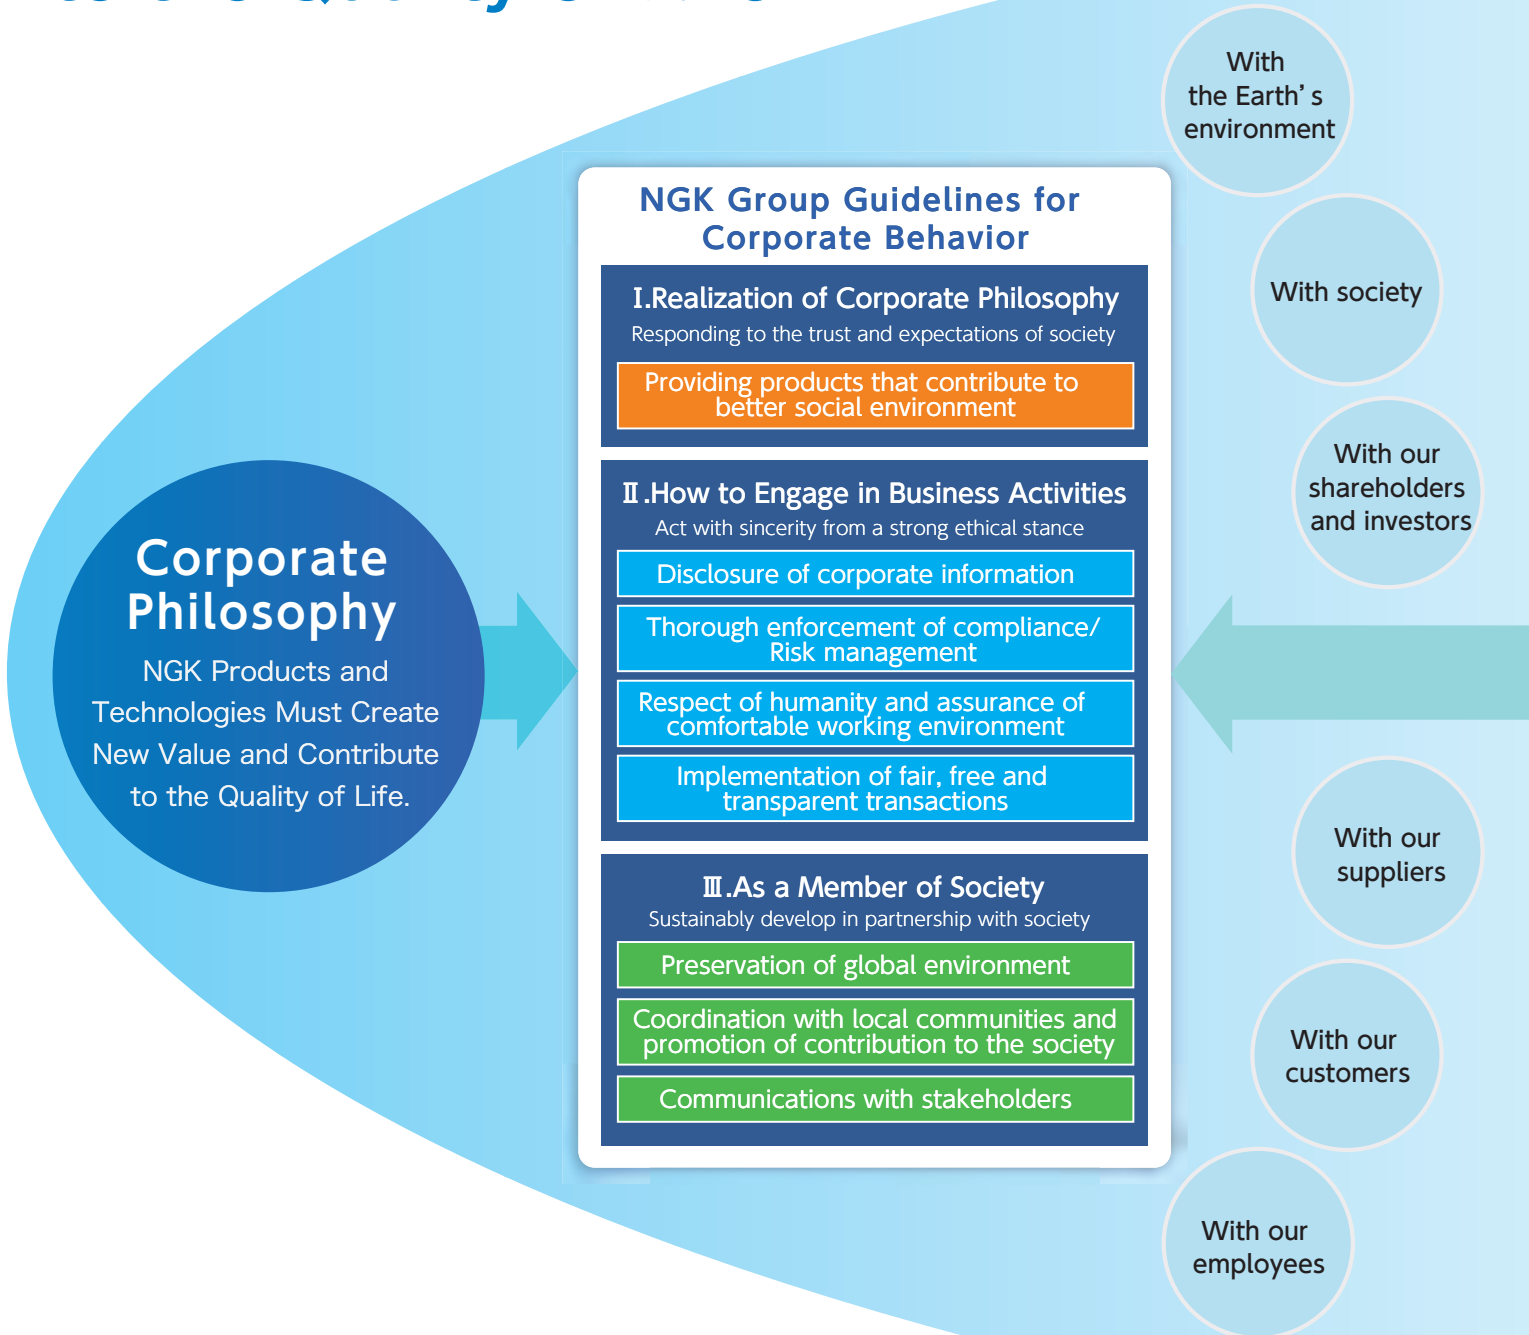 Quality
Corporate
Philosophy
NGK Products and
Technologies Must Create
New Value and Contribute
to the Quality of Life.
NGK Group Guidelines for
Corporate Behavior
Ⅰ.Realization of Corporate Philosophy
Responding to the trust and expectations of society
Providing products that contribute to
better social environment
Ⅱ.How to Engage in Business Activities
Act with sincerity from a strong ethical stance
Disclosure of corporate information
Thorough enforcement of compliance/
Risk management
Respect of humanity and assurance of
comfortable working environment
Implementation of fair, free and
transparent transactions
Ⅲ.As a Member of Society
Sustainably develop in partnership with society
Preservation of global environment
Coordination with local communities and
promotion of contribution to the society
Communications with stakeholders
With
the Earth’s
environment
With society
With our
shareholders
and investors
With our
suppliers
With our
customers
With our
employees